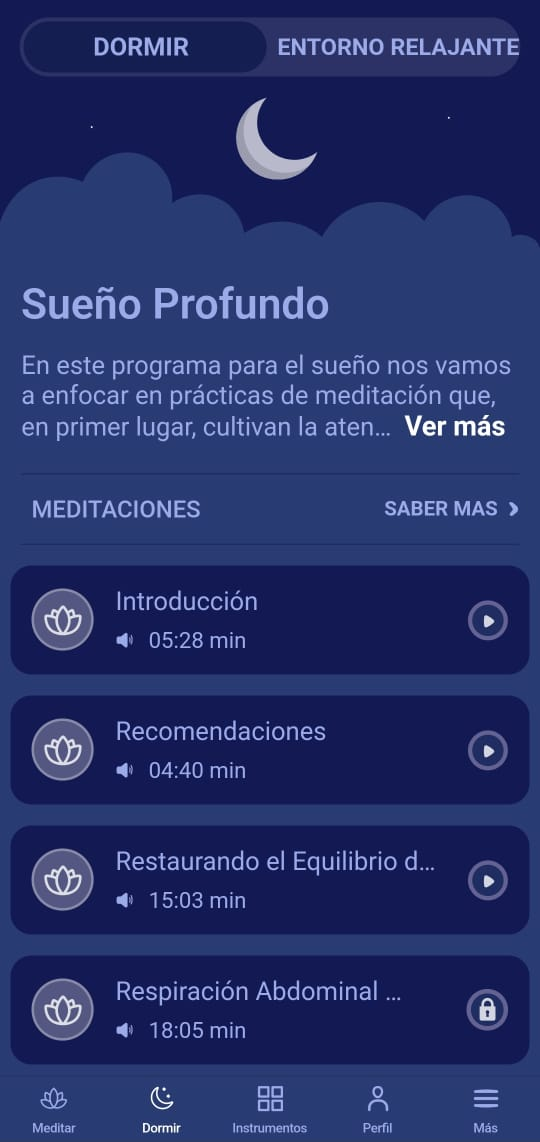 DORMIR
ENTORNO RELAJANTE
Sueño Profundo
En este programa para el sueño nos vamos
a enfocar en prácticas de meditación que,
en primer lugar, cultivan la aten... Ver más
MEDITACIONES
SABER MAS
Introducción
05:28 min
Recomendaciones
04:40 min
Restaurando el Equilibrio d...
15:03 min
Respiración Abdominal ...
18:05 min
Meditar
Dormir
Instrumentos
Perfil
Más